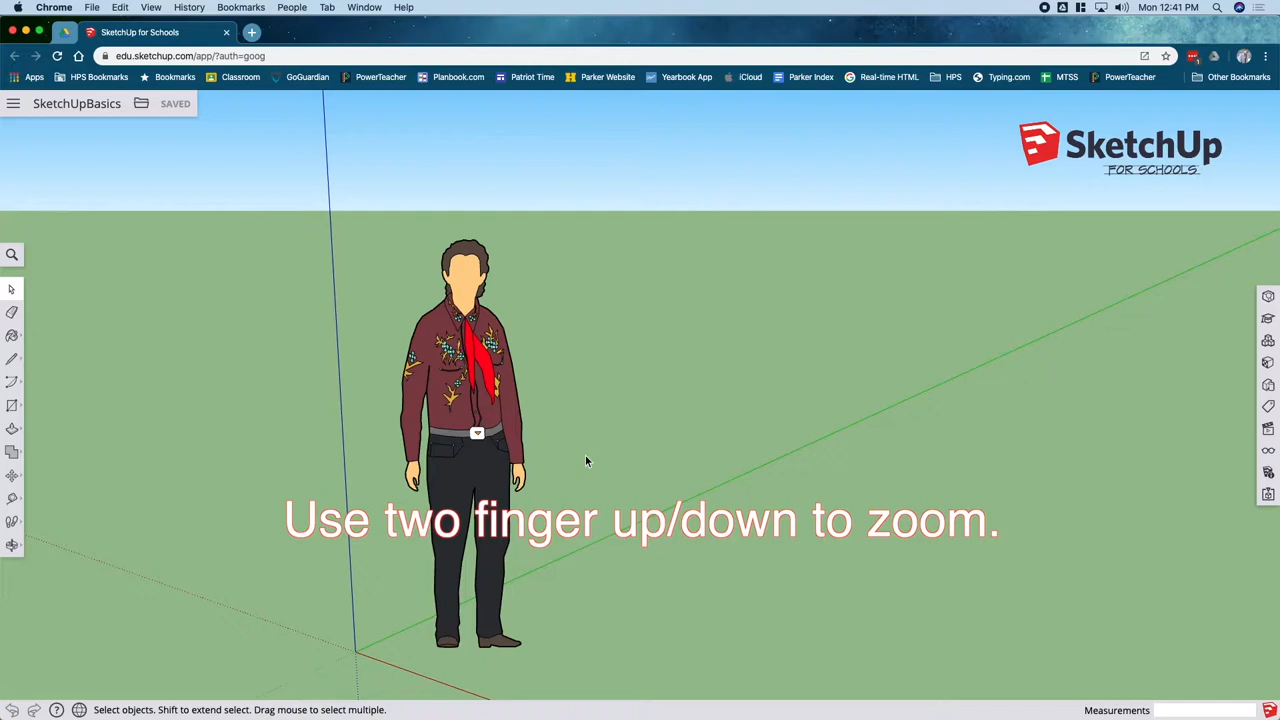 Chrome File Edit View History Bookmarks People Tab Window Help Mon 12:41 PM
SketchUp for Schools
edu.sketchup.com/app/?auth=goog
Apps HPS Bookmarks Bookmarks Classroom GoGuardian PowerTeacher Planbook.com Patriot Time Parker Website Yearbook App iCloud Parker Index Real-time HTML HPS Typing.com MTSS PowerTeacher Other Bookmarks
SketchUpBasics SAVED
SketchUp
FOR SCHOOLS
Use two finger up/down to zoom.
Select objects. Shift to extend select. Drag mouse to select multiple. Measurements